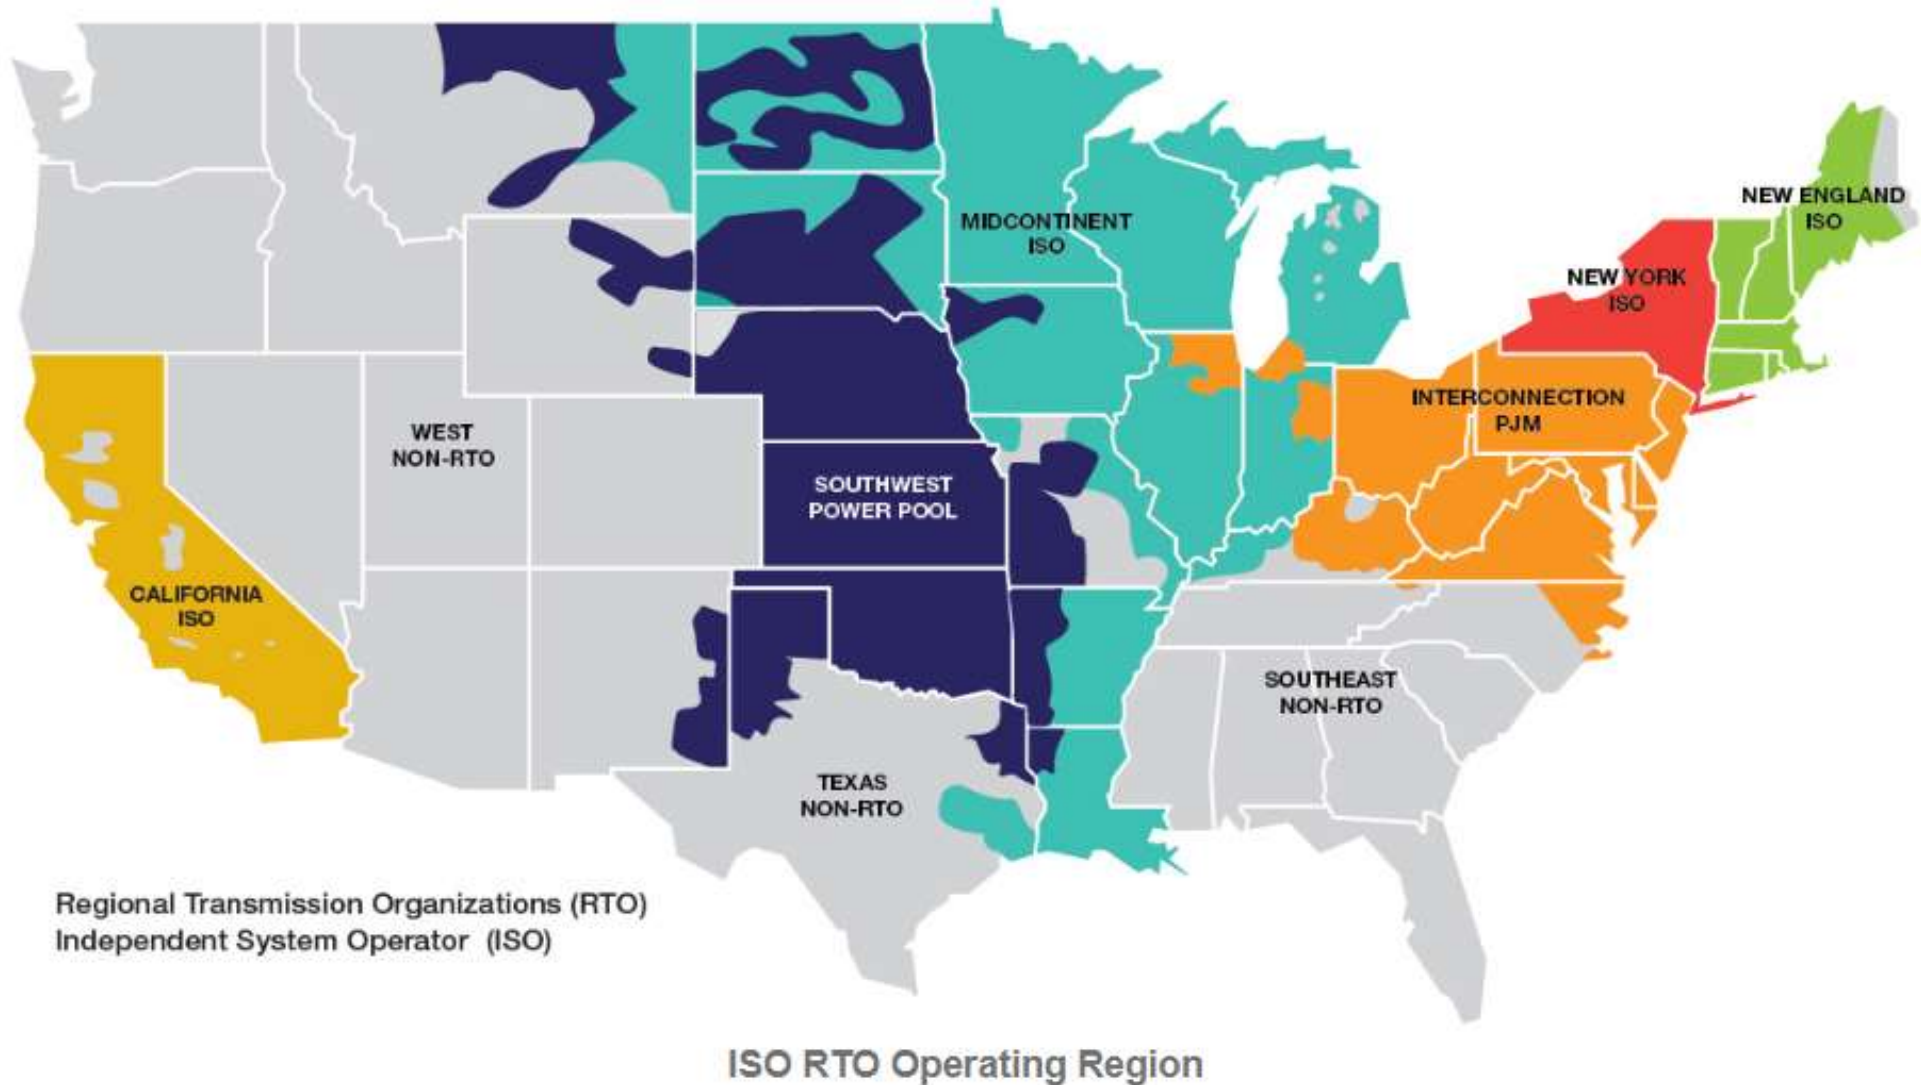 MIDCONTINENT
ISO
NEW ENGLAND
ISO
NEW YORK
ISO
INTERCONNECTION
PJM
WEST
NON-RTO
SOUTHWEST
POWER POOL
CALIFORNIA
ISO
SOUTHEAST
NON-RTO
TEXAS
NON-RTO
Regional Transmission Organizations (RTO)
Independent System Operator (ISO)
ISO RTO Operating Region